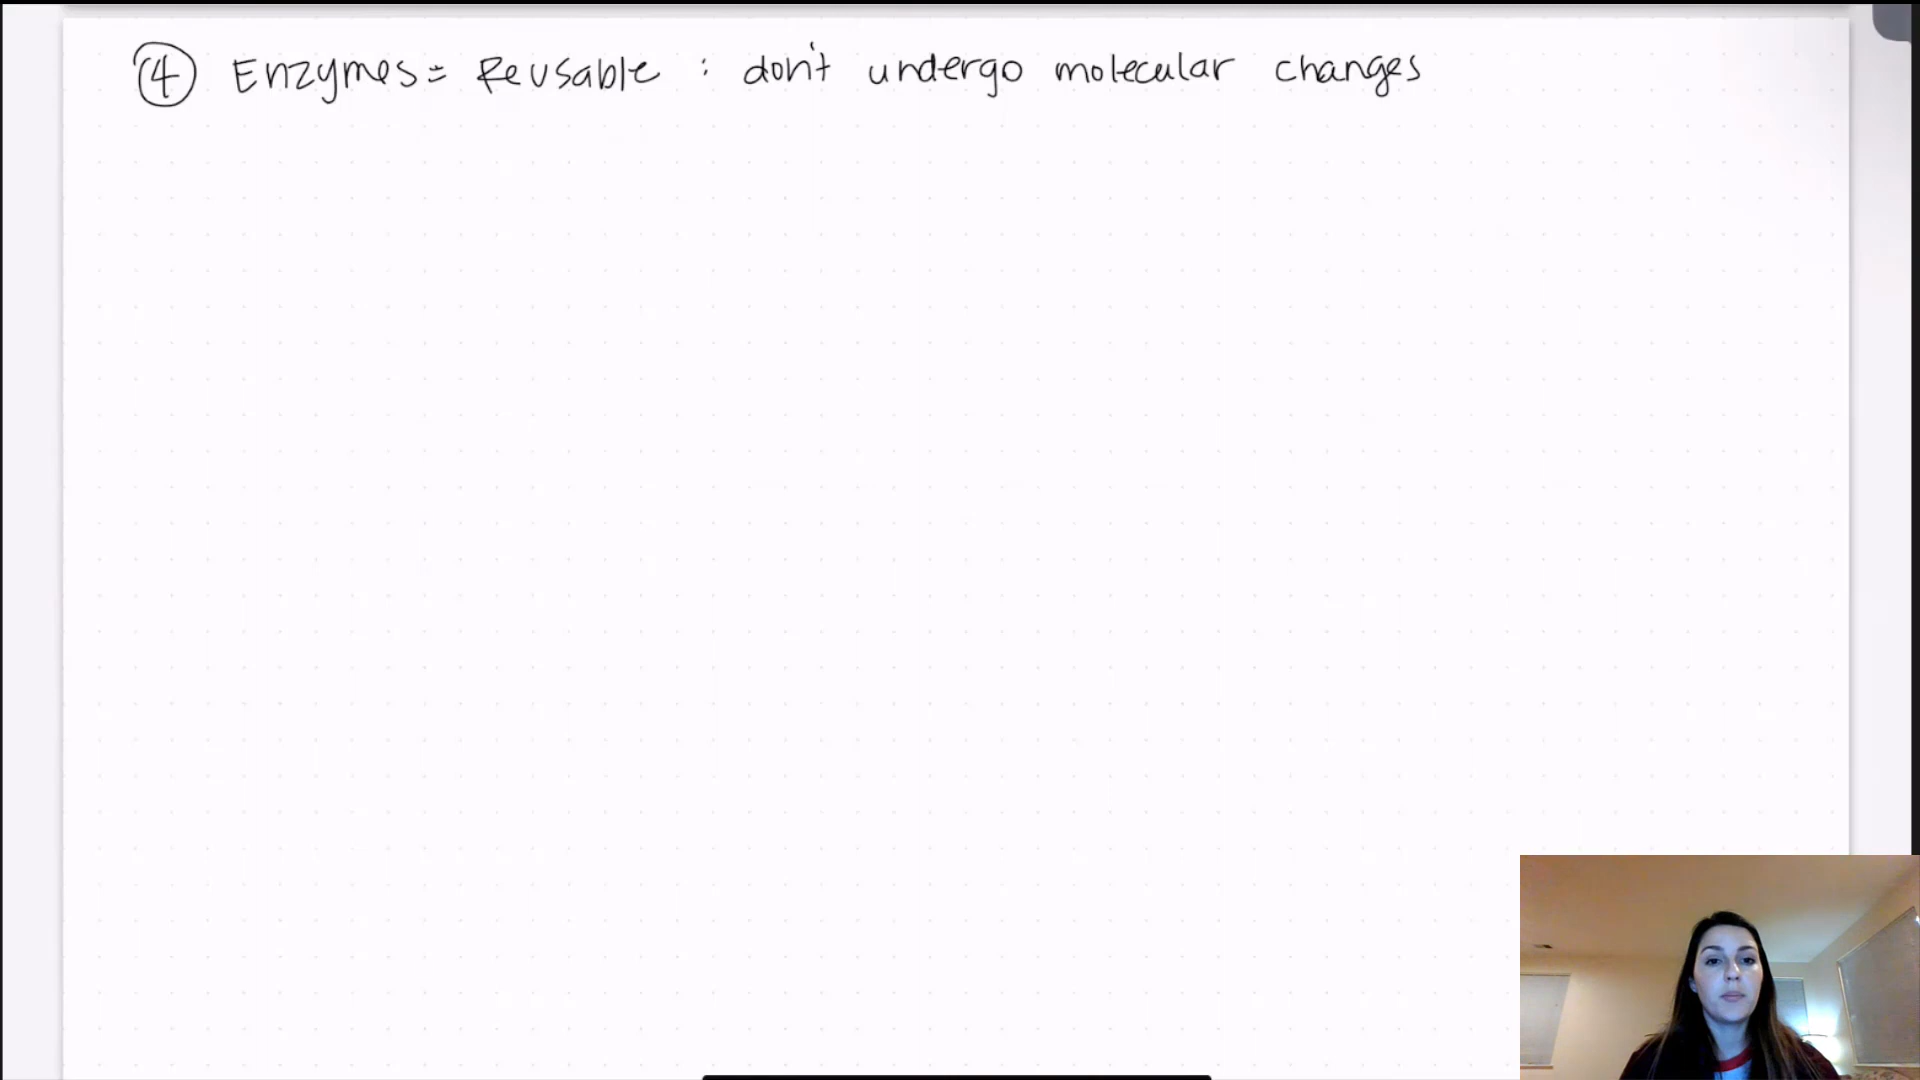 ④ Enzymes = Reusable : don't undergo molecular changes